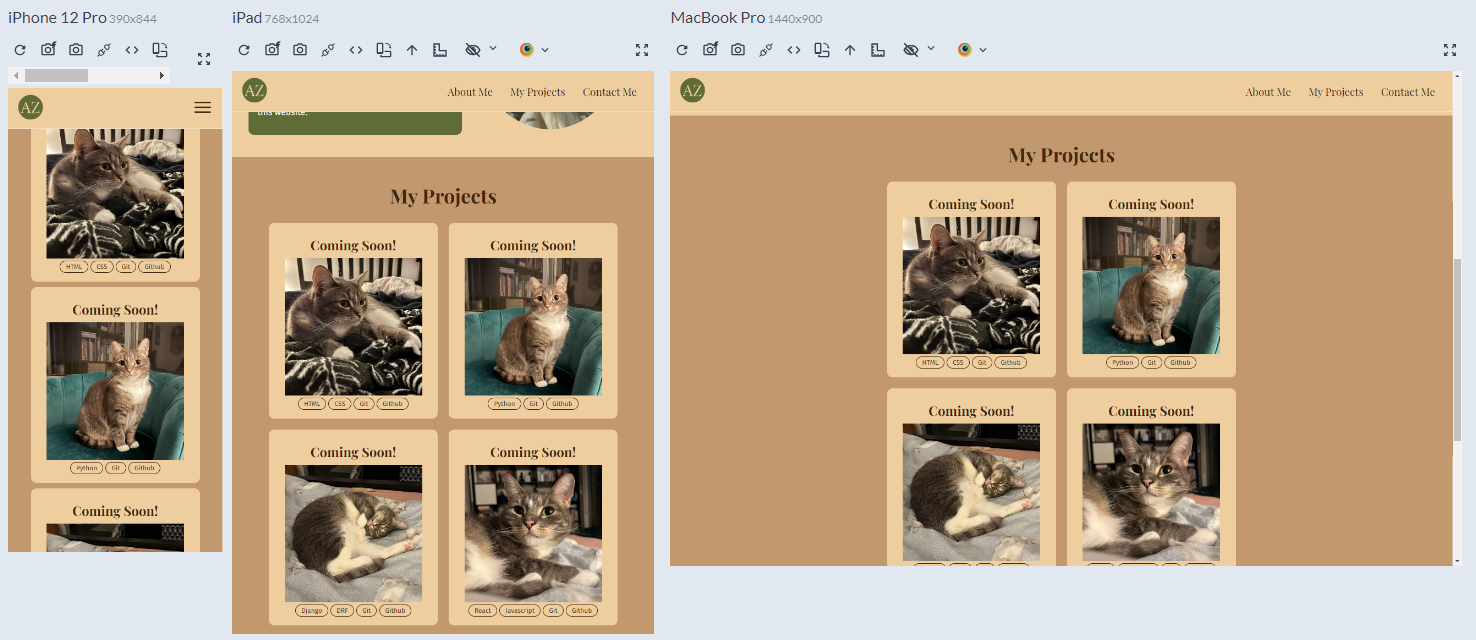 iPhone 12 Pro 390x844
AZ
HTML CSS Git Github
Coming Soon!
Python Git Github
Coming Soon!
iPad 768x1024
AZ About Me My Projects Contact Me
this website.
My Projects
Coming Soon! Coming Soon!
HTML CSS Git Github Python Git Github
Coming Soon! Coming Soon!
Django DRF Git Github React Javascript Git Github
MacBook Pro 1440x900
AZ About Me My Projects Contact Me
My Projects
Coming Soon! Coming Soon!
HTML CSS Git Github Python Git Github
Coming Soon! Coming Soon!